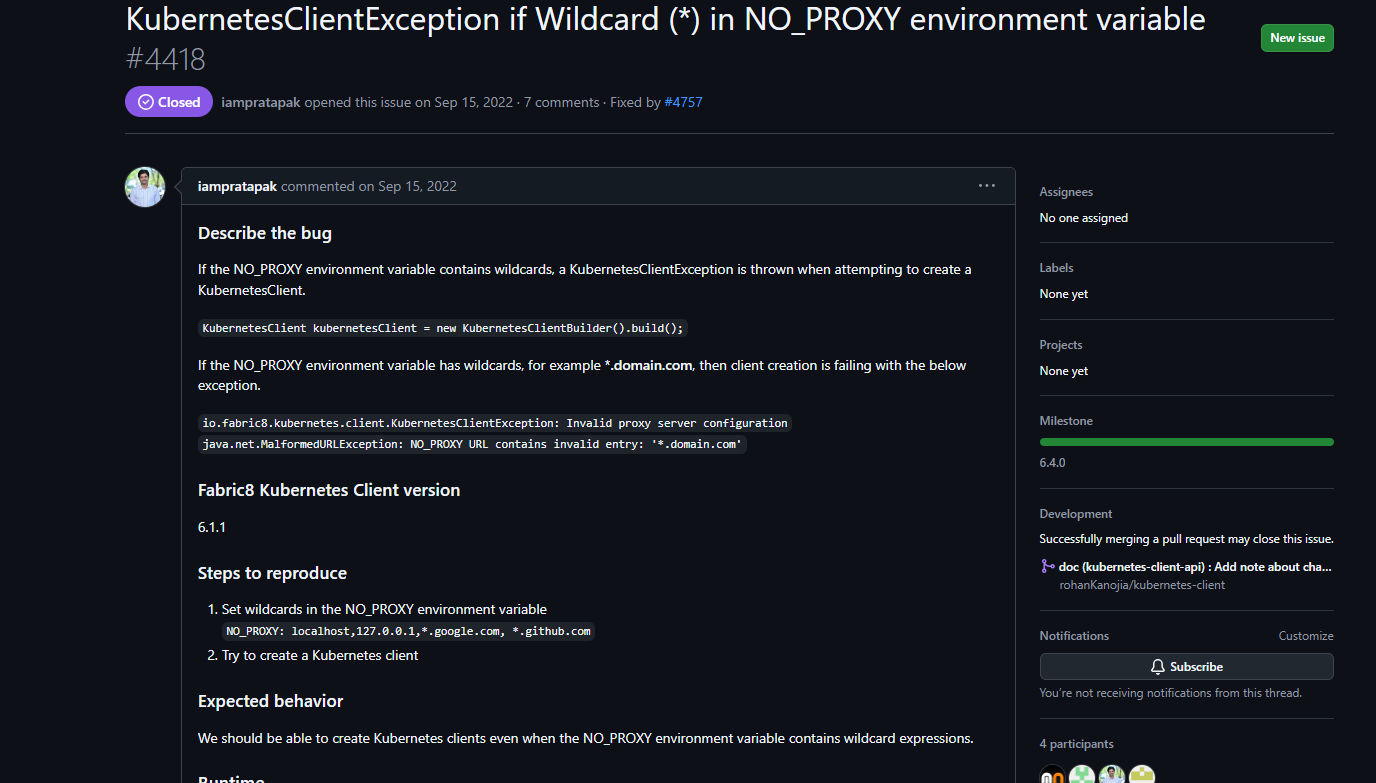 KubernetesClientException if Wildcard (*) in NO_PROXY environment variable
#4418
New issue
Closed
iampratapak opened this issue on Sep 15, 2022 · 7 comments · Fixed by #4757
iampratapak commented on Sep 15, 2022
Describe the bug
If the NO_PROXY environment variable contains wildcards, a KubernetesClientException is thrown when attempting to create a
KubernetesClient.
KubernetesClient kubernetesClient = new KubernetesClientBuilder().build();
If the NO_PROXY environment variable has wildcards, for example *.domain.com, then client creation is failing with the below
exception.
io.fabric8.kubernetes.client.KubernetesClientException: Invalid proxy server configuration
java.net.MalformedURLException: NO_PROXY URL contains invalid entry: '*.domain.com'
Fabric8 Kubernetes Client version
6.1.1
Steps to reproduce
1. Set wildcards in the NO_PROXY environment variable
NO_PROXY: localhost,127.0.0.1,*.google.com, *.github.com
2. Try to create a Kubernetes client
Expected behavior
We should be able to create Kubernetes clients even when the NO_PROXY environment variable contains wildcard expressions.
Runtime
Assignees
No one assigned
Labels
None yet
Projects
None yet
Milestone
6.4.0
Development
Successfully merging a pull request may close this issue.
doc (kubernetes-client-api) : Add note about cha...
rohanKanojia/kubernetes-client
Notifications
Customize
Subscribe
You're not receiving notifications from this thread.
4 participants